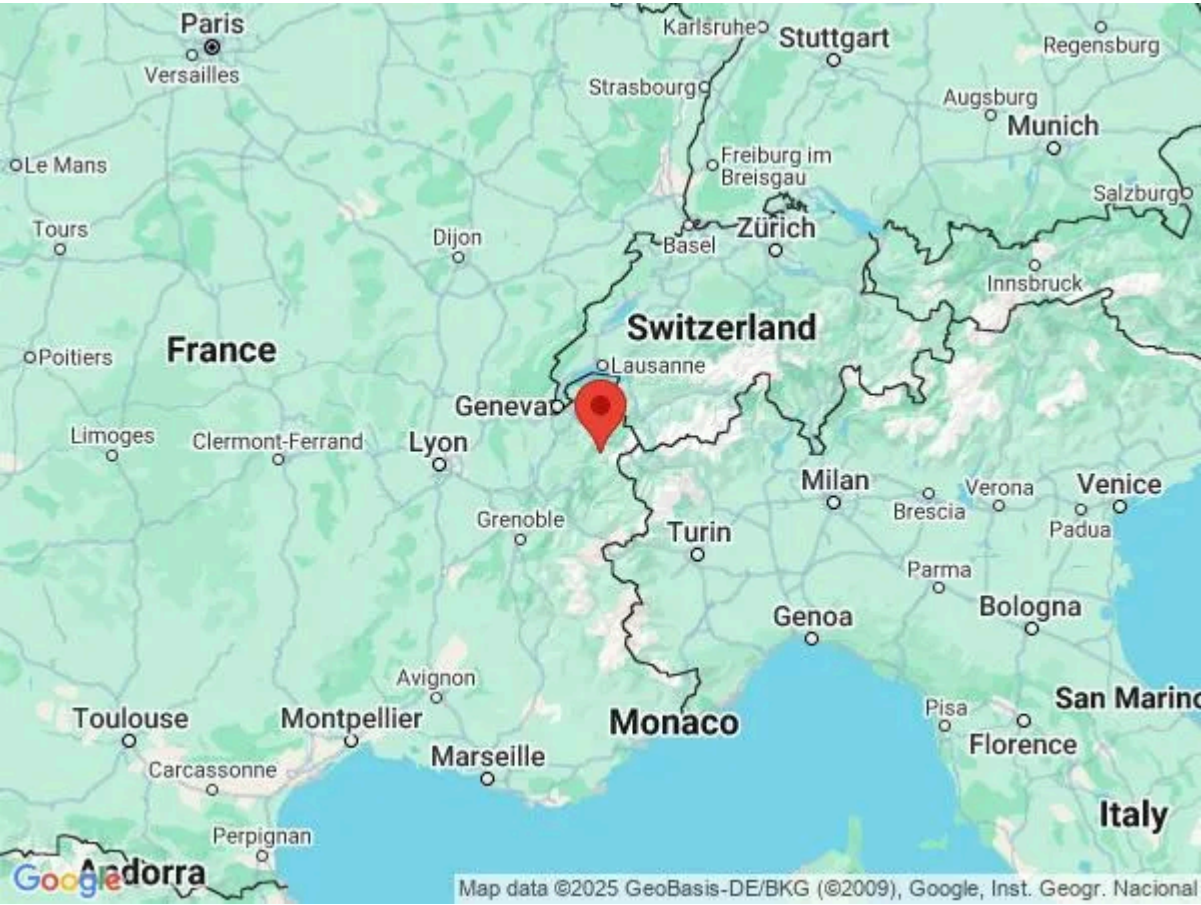 Paris
Karlsruhe
Stuttgart
Regensburg
Versailles
Strasbourg
Augsburg
Munich
Le Mans
Freiburg im
Breisgau
Salzburg
Tours
Dijon
Basel
Zürich
Innsbruck
Switzerland
France
Poitiers
Lausanne
Geneva
Limoges
Clermont-Ferrand
Lyon
Milan
Verona
Venice
Brescia
Padua
Grenoble
Turin
Parma
Genoa
Bologna
Avignon
San Marino
Toulouse
Montpellier
Monaco
Pisa
Florence
Marseille
Carcassonne
Italy
Perpignan
Andorra
Google
Map data ©2025 GeoBasis-DE/BKG (©2009), Google, Inst. Geogr. Nacional